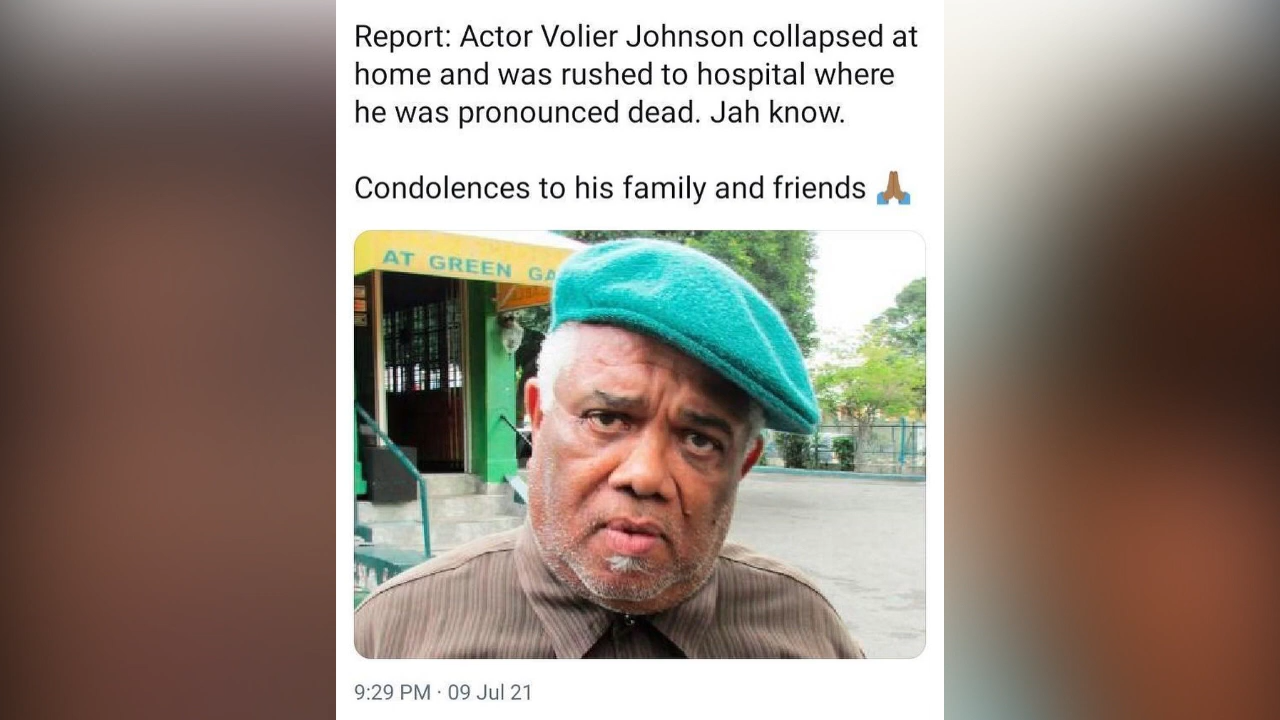 Report: Actor Volier Johnson collapsed at
home and was rushed to hospital where
he was pronounced dead. Jah know.
Condolences to his family and friends 🙏🏾
AT GREEN GA
9:29 PM · 09 Jul 21